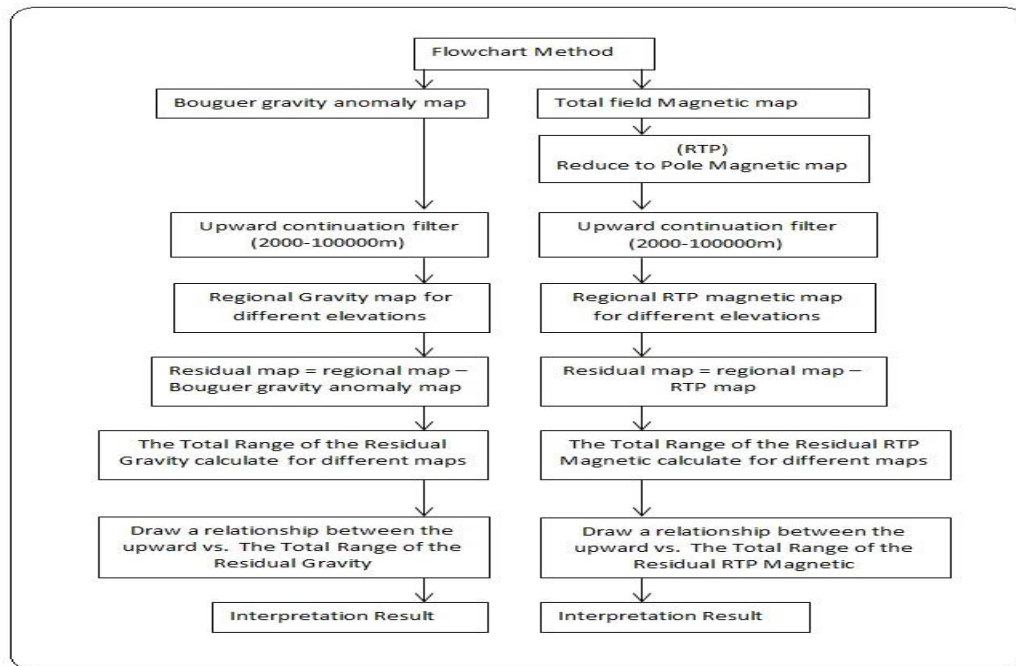 Flowchart Method
Bouguer gravity anomaly map
Total field Magnetic map
(RTP)
Reduce to Pole Magnetic map
Upward continuation filter
(2000-100000m)
Upward continuation filter
(2000-100000m)
Regional Gravity map for
different elevations
Regional RTP magnetic map
for different elevations
Residual map = regional map –
Bouguer gravity anomaly map
Residual map = regional map –
RTP map
The Total Range of the Residual
Gravity calculate for different maps
The Total Range of the Residual RTP
Magnetic calculate for different maps
Draw a relationship between the
upward vs. The Total Range of the
Residual Gravity
Draw a relationship between the
upward vs. The Total Range of the
Residual RTP Magnetic
Interpretation Result
Interpretation Result